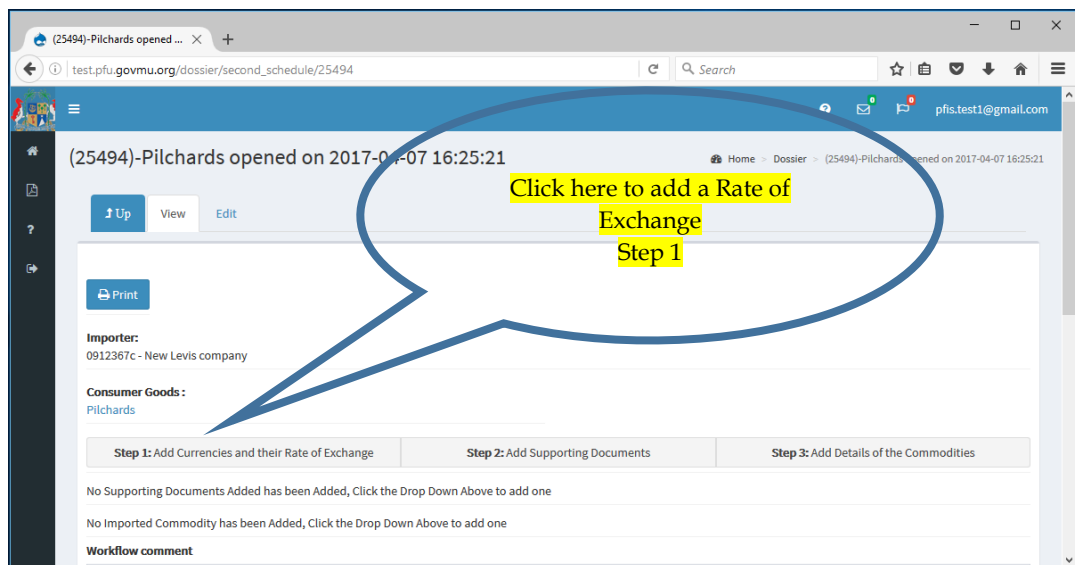 (25494)-Pilchards opened ...
test.pfu.govmu.org/dossier/second_schedule/25494
Search
0
0
pfis.test1@gmail.com
(25494)-Pilchards opened on 2017-04-07 16:25:21
Home > Dossier > (25494)-Pilchards opened on 2017-04-07 16:25:21
Click here to add a Rate of
Exchange
Step 1
Up
View
Edit
Print
Importer:
0912367c - New Levis company
Consumer Goods :
Pilchards
Step 1: Add Currencies and their Rate of Exchange
Step 2: Add Supporting Documents
Step 3: Add Details of the Commodities
No Supporting Documents Added has been Added, Click the Drop Down Above to add one
No Imported Commodity has been Added, Click the Drop Down Above to add one
Workflow comment